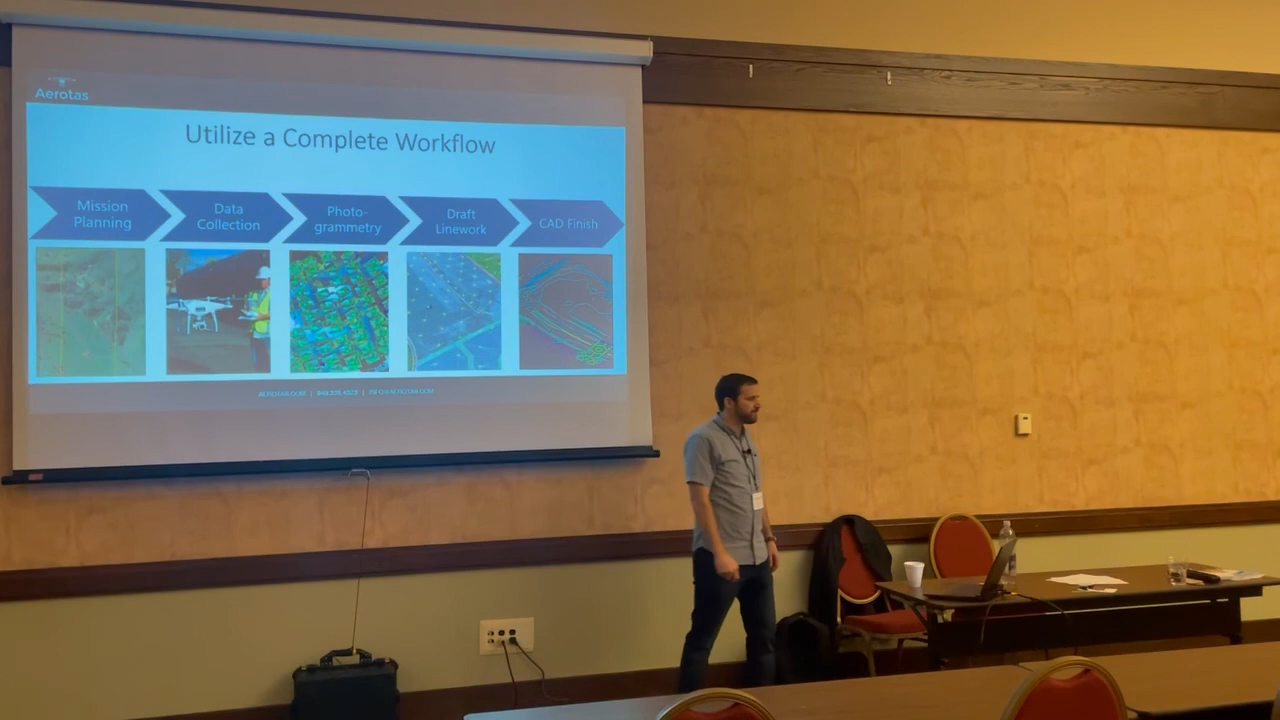 Aerotas
Utilize a Complete Workflow
Mission
Planning
Data
Collection
Photo-
grammetry
Draft
Linework
CAD Finish